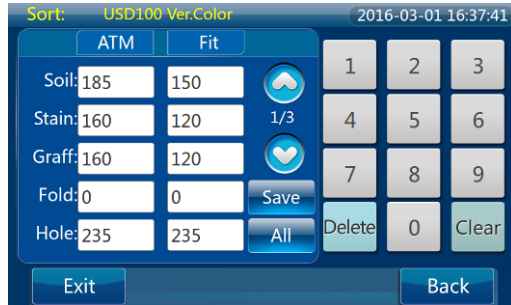 Sort: USD100 Ver.Color 2016-03-01 16:37:41
ATM Fit
Soil: 185 150
Stain: 160 120
1/3
Graff: 160 120
Fold: 0 0
Save
Hole: 235 235
All
1 2 3
4 5 6
7 8 9
Delete 0 Clear
Exit Back